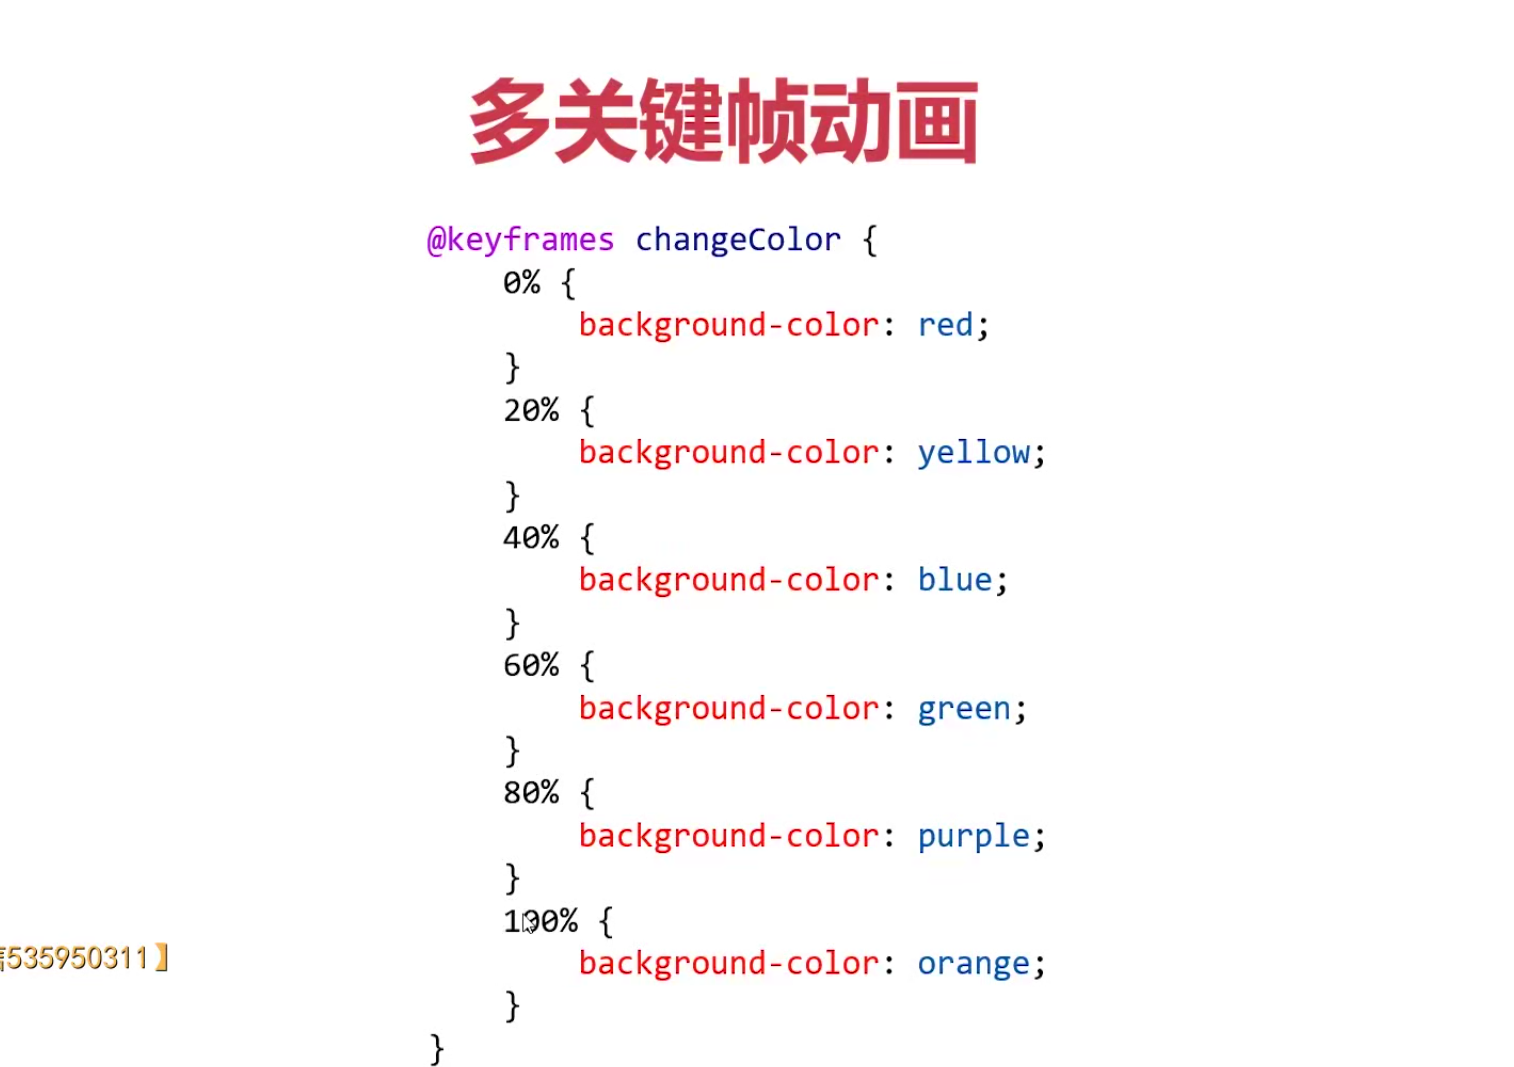 多关键帧动画
@keyframes changeColor {
0% {
background-color: red;
}
20% {
background-color: yellow;
}
40% {
background-color: blue;
}
60% {
background-color: green;
}
80% {
background-color: purple;
}
100% {
535950311】
background-color: orange;
}
}